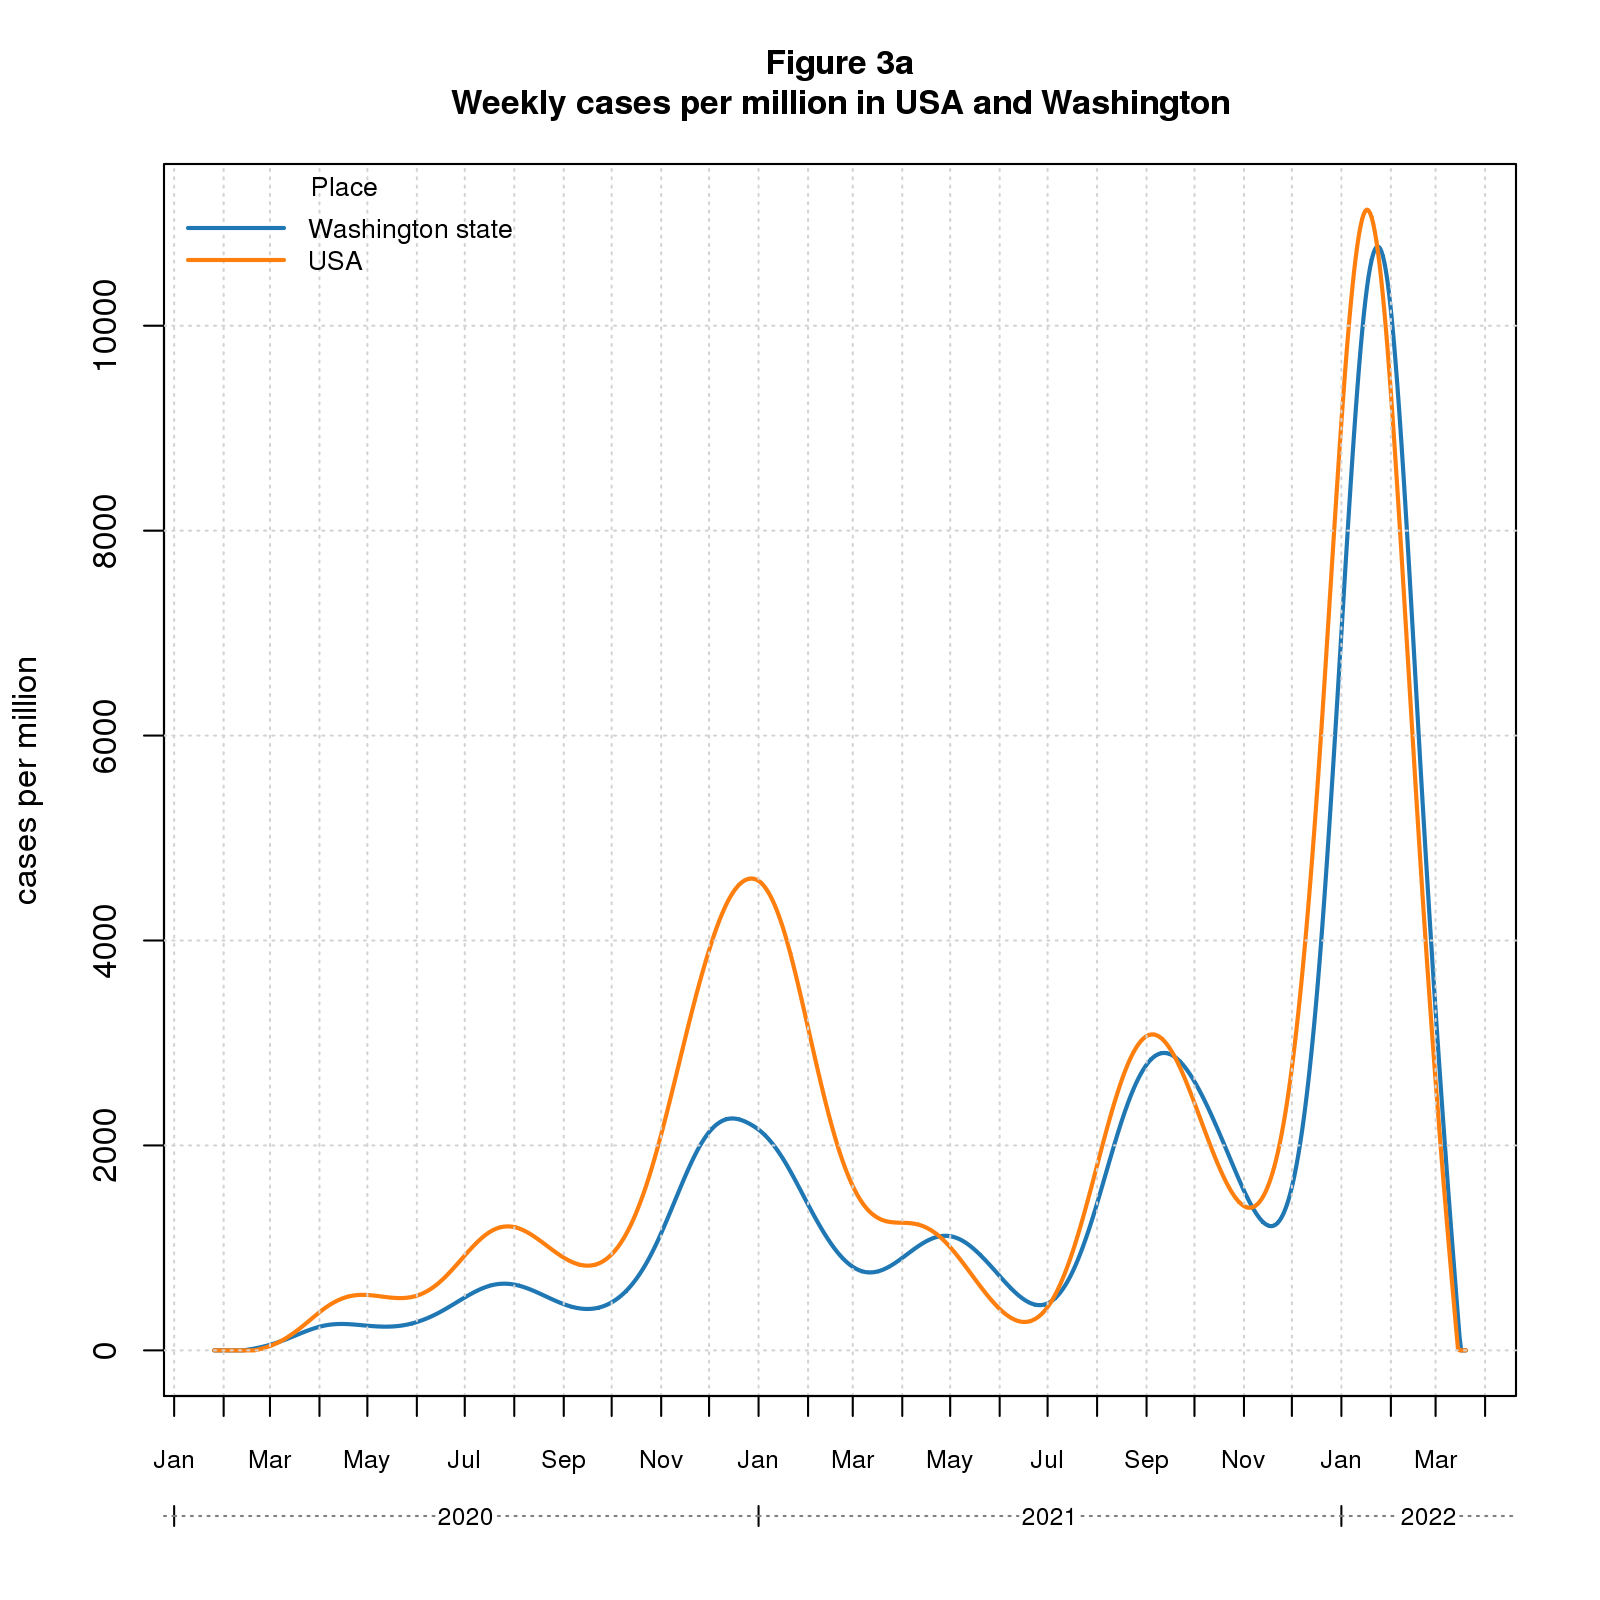 Figure 3a
Weekly cases per million in USA and Washington
Place
Washington state
USA
cases per million
10000
8000
6000
4000
2000
0
Jan Mar May Jul Sep Nov Jan Mar May Jul Sep Nov Jan Mar
2020 2021 2022